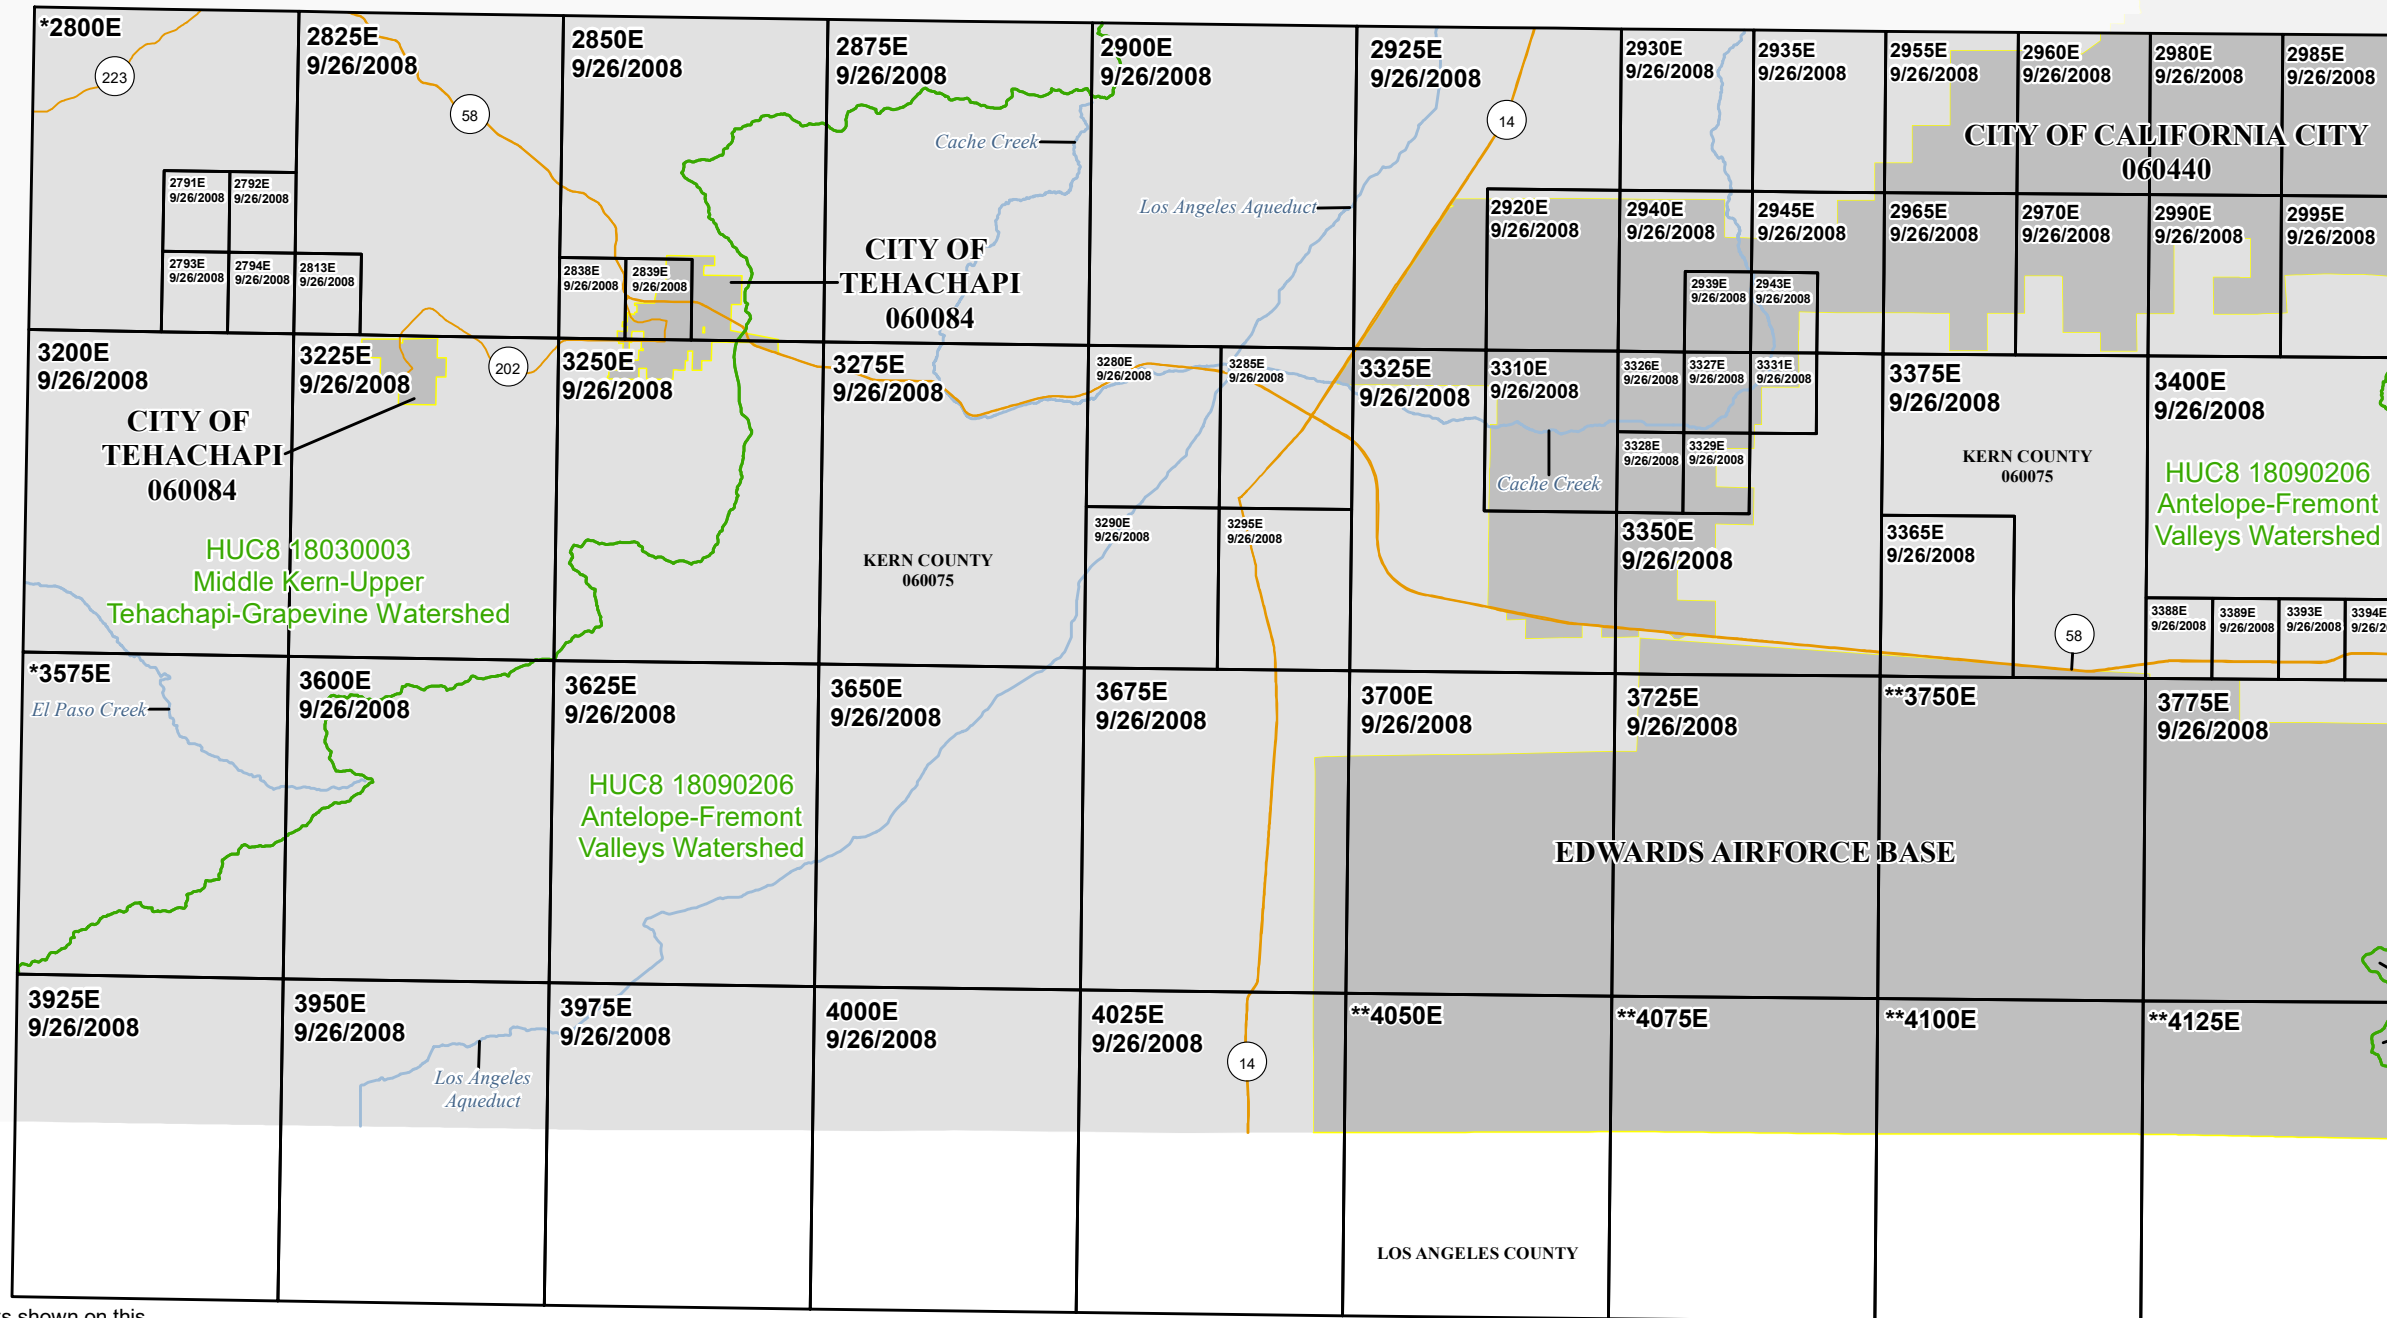 *2800E
223
2825E
9/26/2008
58
2850E
9/26/2008
2875E
9/26/2008
Cache Creek
2900E
9/26/2008
Los Angeles Aqueduct
2925E
9/26/2008
14
2930E
9/26/2008
2935E
9/26/2008
2955E
9/26/2008
2960E
9/26/2008
2980E
9/26/2008
2985E
9/26/2008
CITY OF CALIFORNIA CITY
060440
2791E
9/26/2008
2792E
9/26/2008
2793E
9/26/2008
2794E
9/26/2008
2813E
9/26/2008
2838E
9/26/2008
2839E
9/26/2008
CITY OF
TEHACHAPI
060084
2920E
9/26/2008
2940E
9/26/2008
2945E
9/26/2008
2965E
9/26/2008
2970E
9/26/2008
2990E
9/26/2008
2995E
9/26/2008
2939E
9/26/2008
2943E
9/26/2008
3200E
9/26/2008
3225E
9/26/2008
202
3250E
9/26/2008
3275E
9/26/2008
3280E
9/26/2008
3285E
9/26/2008
3325E
9/26/2008
3310E
9/26/2008
3326E
9/26/2008
3327E
9/26/2008
3331E
9/26/2008
3375E
9/26/2008
3400E
9/26/2008
CITY OF
TEHACHAPI
060084
3328E
9/26/2008
3329E
9/26/2008
Cache Creek
KERN COUNTY
060075
HUC8 18090206
Antelope-Fremont
Valleys Watershed
HUC8 18030003
Middle Kern-Upper
Tehachapi-Grapevine Watershed
KERN COUNTY
060075
3290E
9/26/2008
3295E
9/26/2008
3350E
9/26/2008
3365E
9/26/2008
58
3388E
9/26/2008
3389E
9/26/2008
3393E
9/26/2008
3394E
9/26/2
*3575E
El Paso Creek
3600E
9/26/2008
3625E
9/26/2008
3650E
9/26/2008
3675E
9/26/2008
3700E
9/26/2008
3725E
9/26/2008
**3750E
3775E
9/26/2008
HUC8 18090206
Antelope-Fremont
Valleys Watershed
EDWARDS AIRFORCE BASE
3925E
9/26/2008
3950E
9/26/2008
3975E
9/26/2008
4000E
9/26/2008
4025E
9/26/2008
14
**4050E
**4075E
**4100E
**4125E
Los Angeles
Aqueduct
LOS ANGELES COUNTY
s shown on this